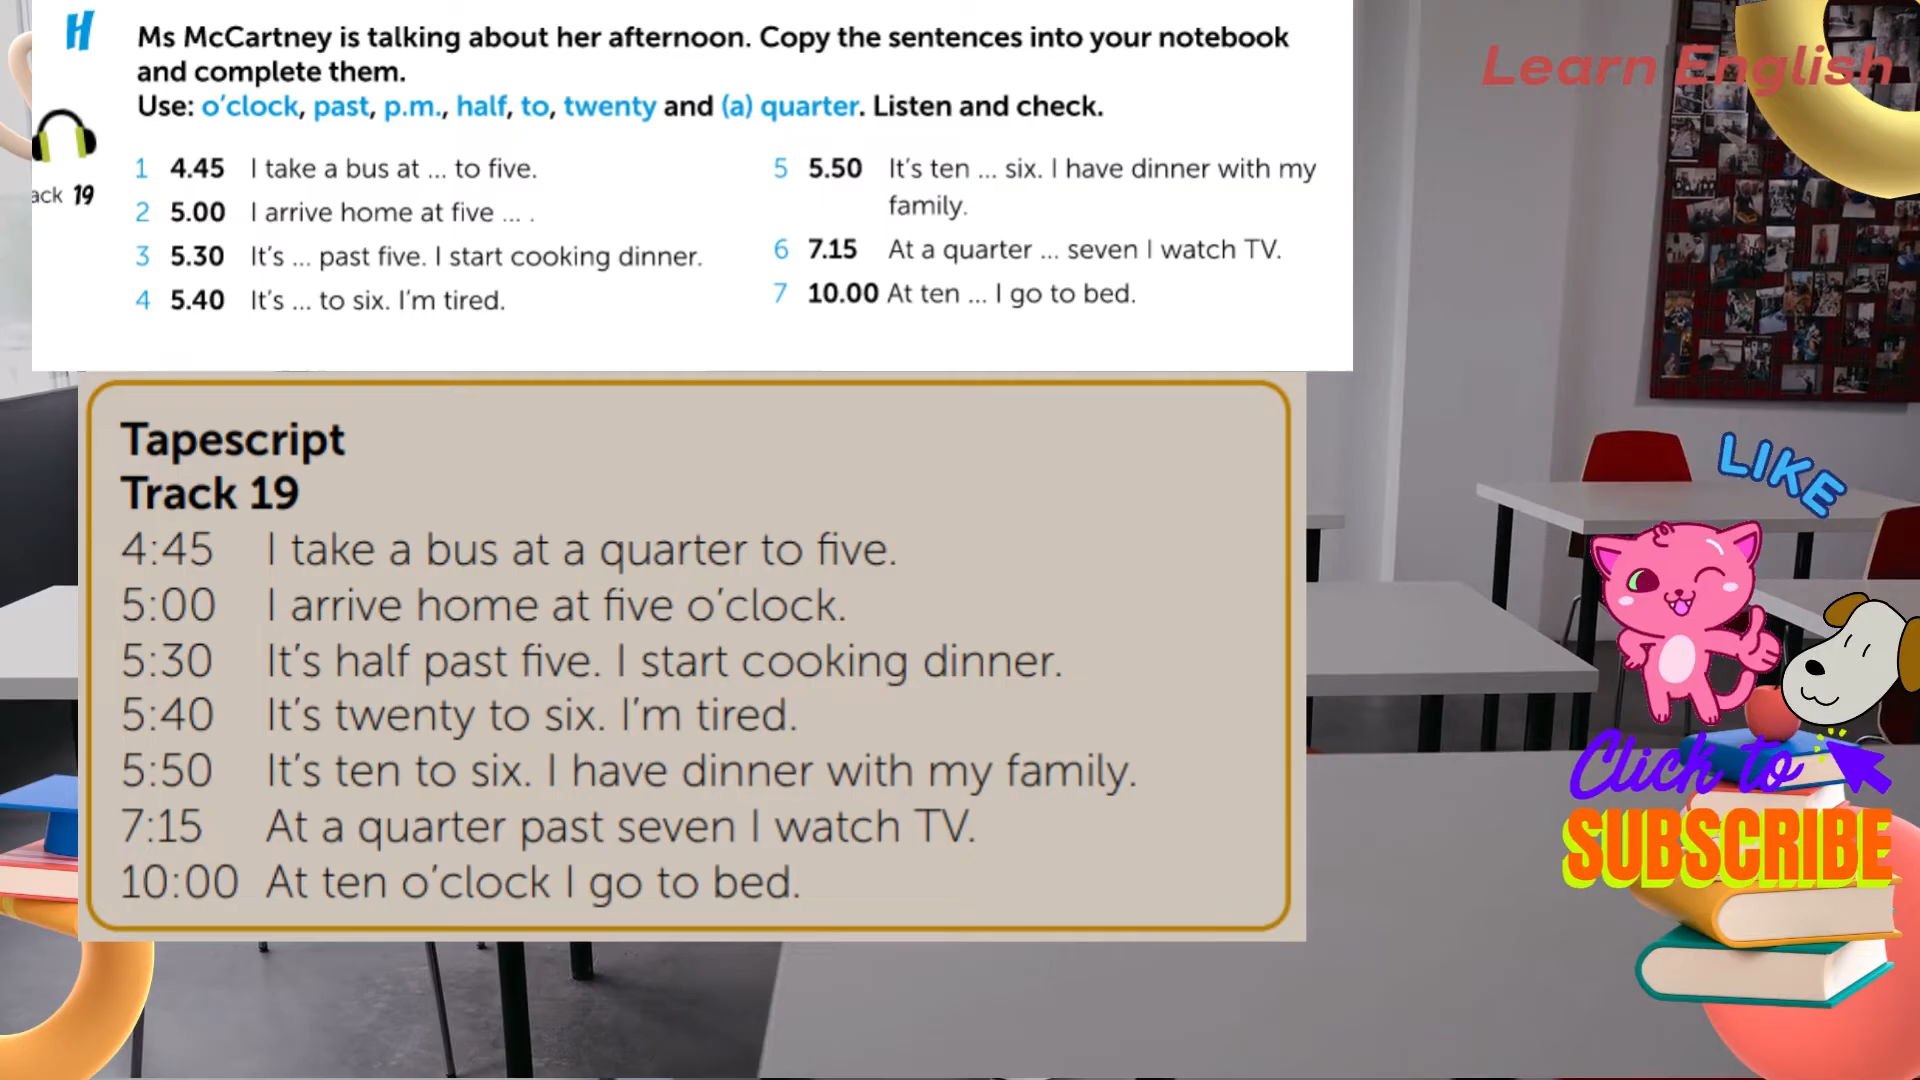 H
Ms McCartney is talking about her afternoon. Copy the sentences into your notebook
and complete them.
Use: o'clock, past, p.m., half, to, twenty and (a) quarter. Listen and check.
ack 19
1 4.45 I take a bus at ... to five.
2 5.00 I arrive home at five ... .
3 5.30 It's ... past five. I start cooking dinner.
4 5.40 It's ... to six. I'm tired.
5 5.50 It's ten ... six. I have dinner with my
family.
6 7.15 At a quarter ... seven I watch TV.
7 10.00 At ten ... I go to bed.
Learn English
Tapescript
Track 19
4:45 I take a bus at a quarter to five.
5:00 I arrive home at five o'clock.
5:30 It's half past five. I start cooking dinner.
5:40 It's twenty to six. I'm tired.
5:50 It's ten to six. I have dinner with my family.
7:15 At a quarter past seven I watch TV.
10:00 At ten o'clock I go to bed.
LIKE
Click to
SUBSCRIBE